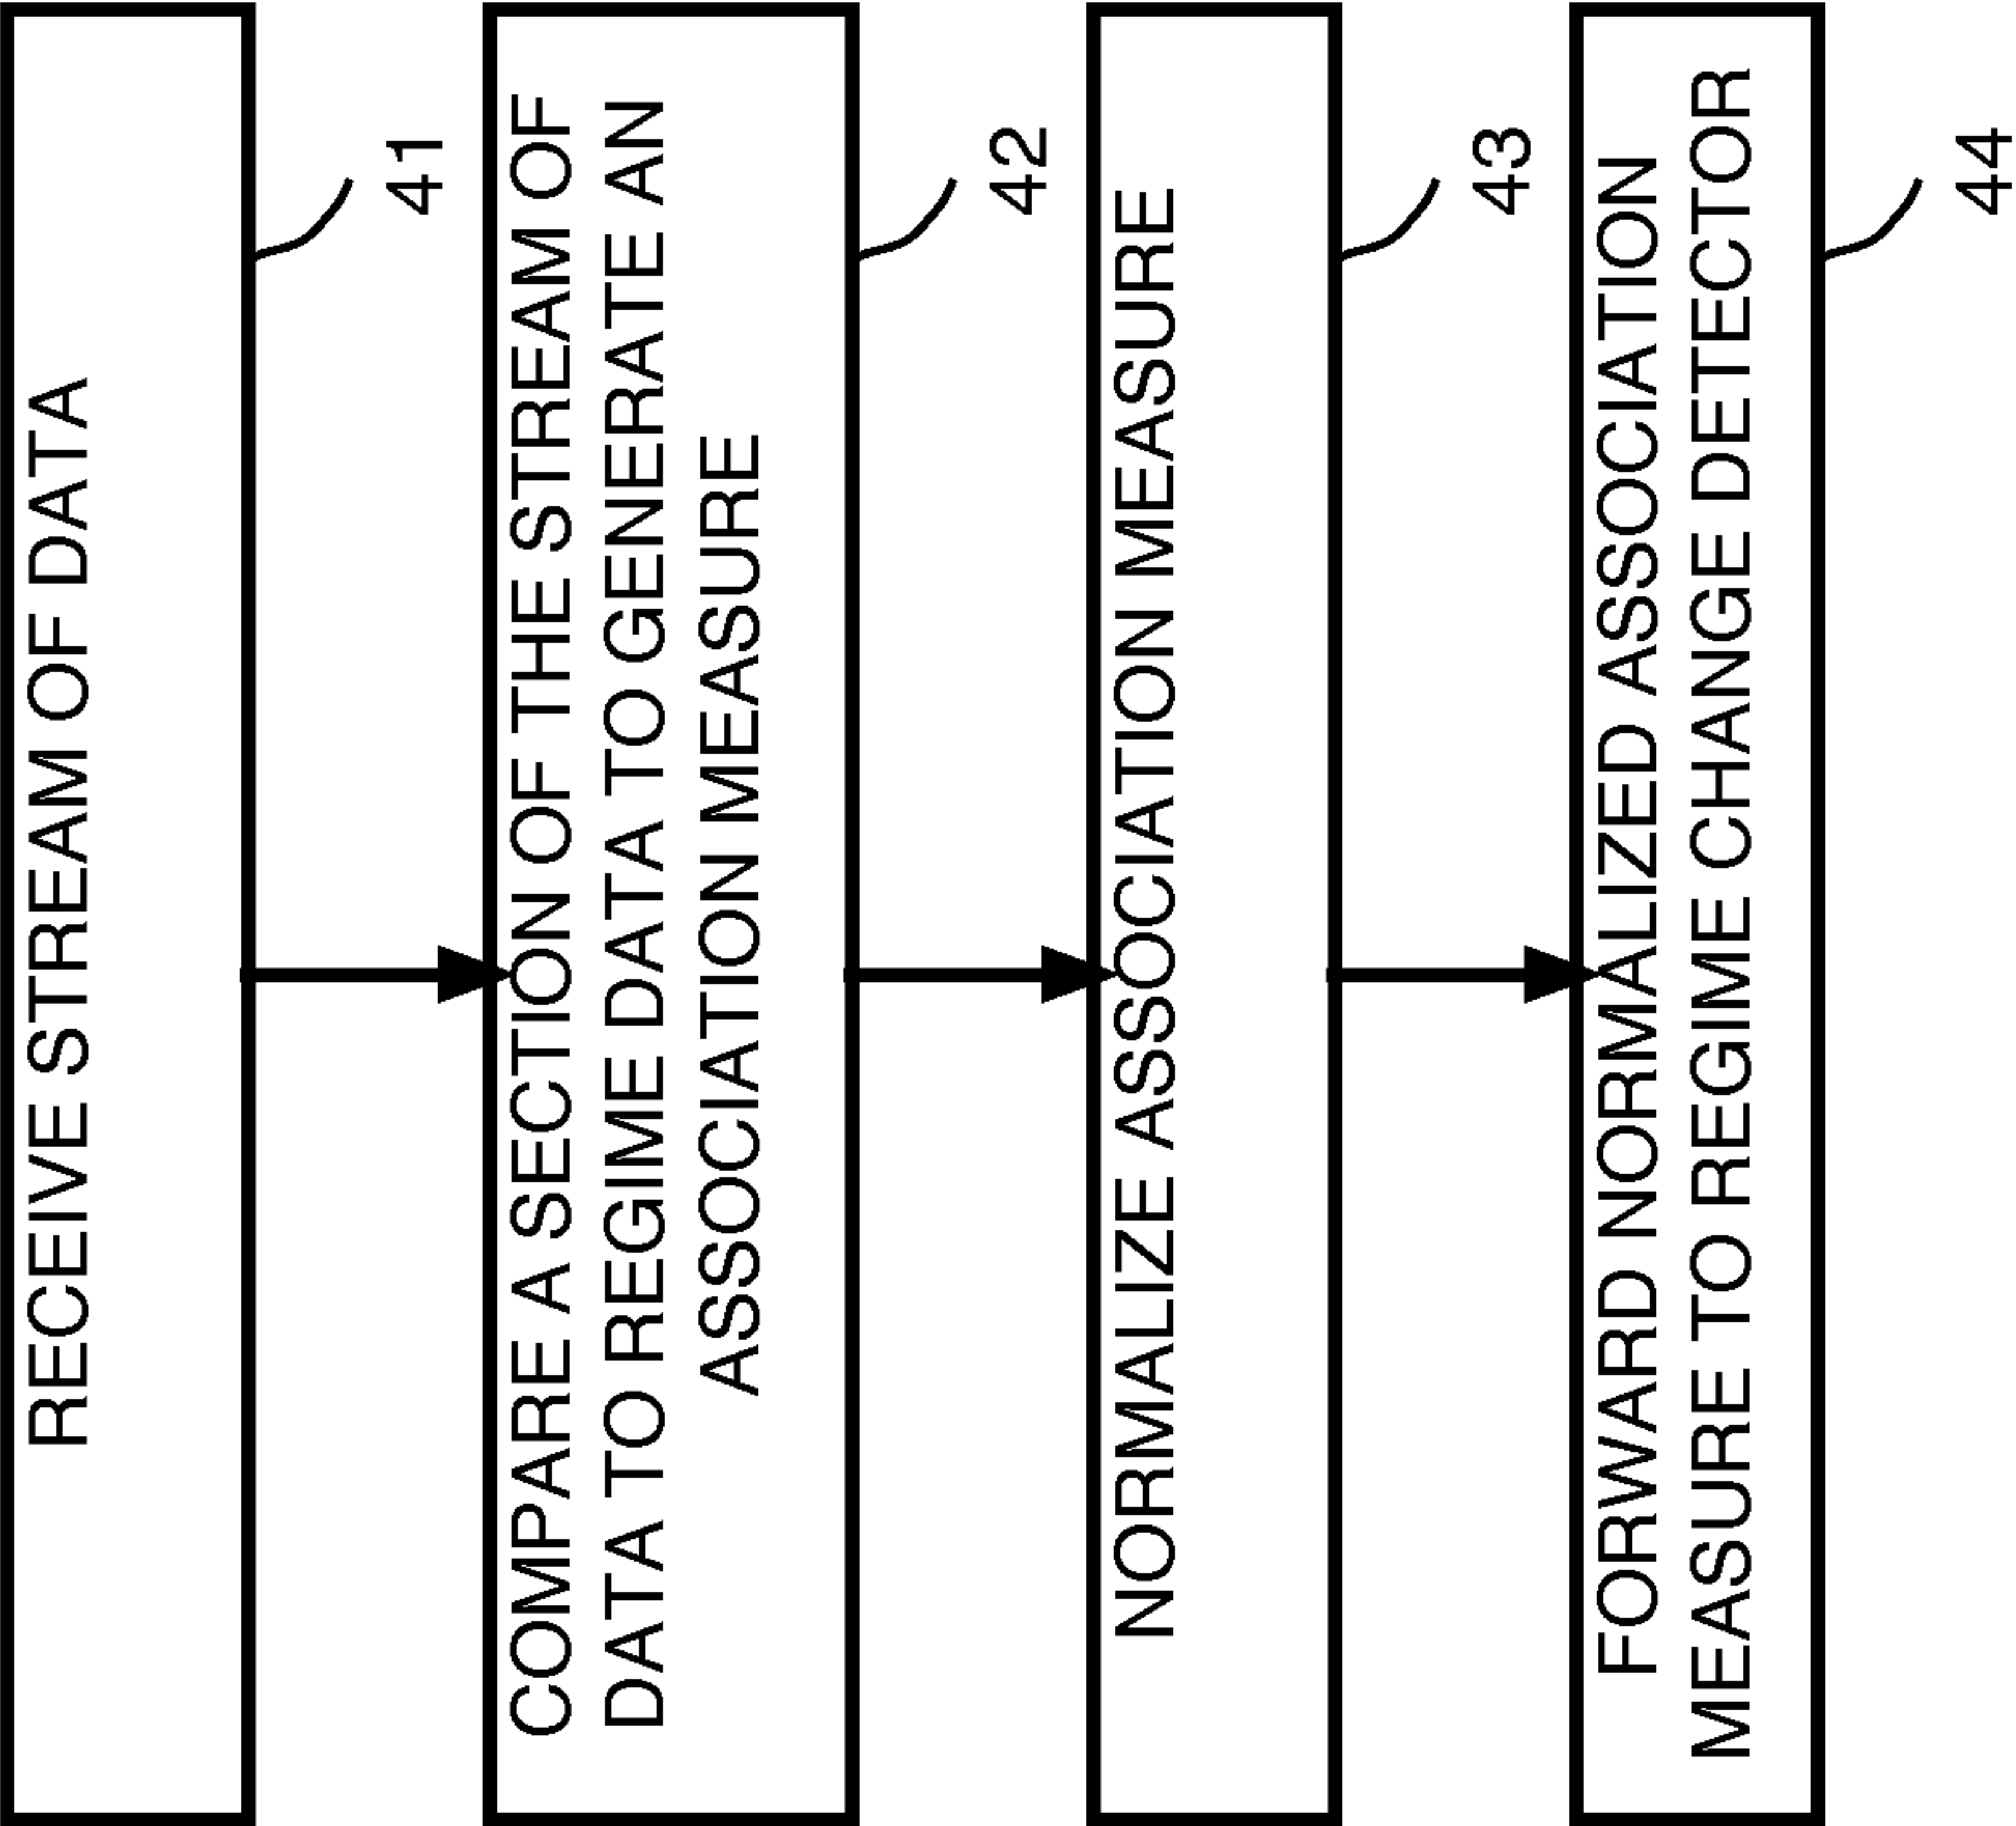 RECEIVE STREAM OF DATA
41
COMPARE A SECTION OF THE STREAM OF
DATA TO REGIME DATA TO GENERATE AN
ASSOCIATION MEASURE
42
NORMALIZE ASSOCIATION MEASURE
43
FORWARD NORMALIZED ASSOCIATION
MEASURE TO REGIME CHANGE DETECTOR
44